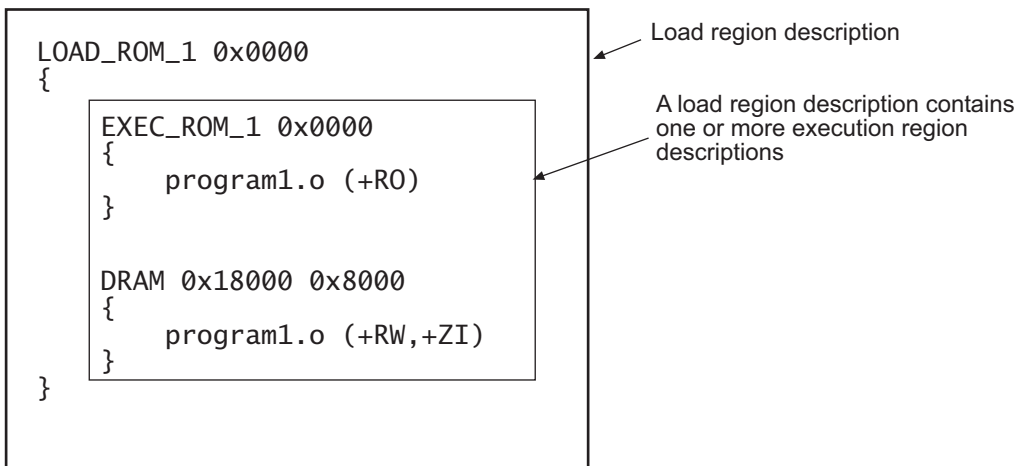 LOAD_ROM_1 0x0000
{
EXEC_ROM_1 0x0000
{
program1.o (+RO)
}
DRAM 0x18000 0x8000
{
program1.o (+RW,+ZI)
}
}
Load region description
A load region description contains
one or more execution region
descriptions